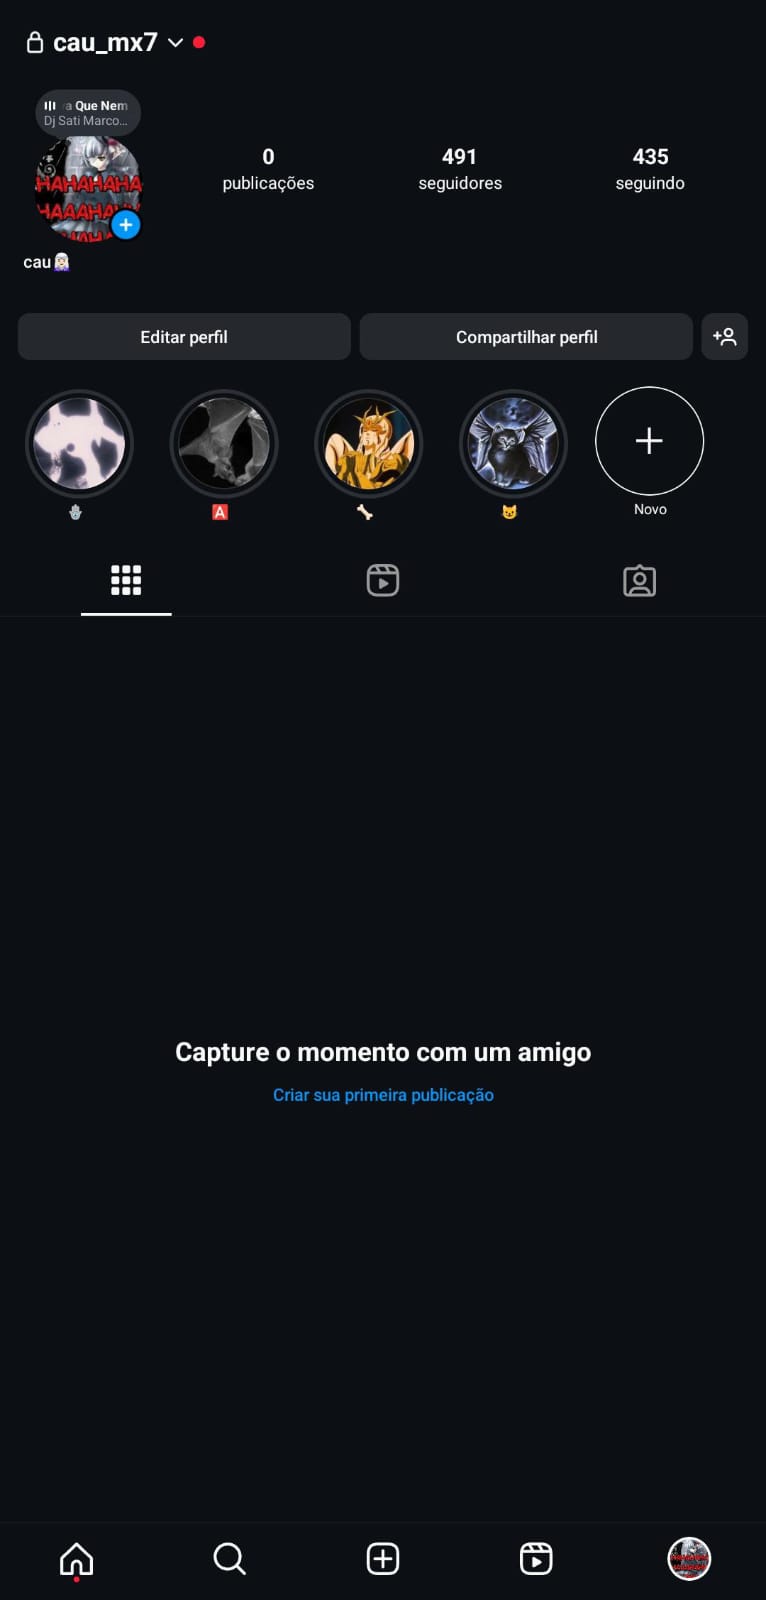 cau_mx7
a Que Nem
Dj Sati Marco...
HAHAHAHA
0
publicações
491
seguidores
435
seguindo
cau
Editar perfil
Compartilhar perfil
A
Novo
Capture o momento com um amigo
Criar sua primeira publicação